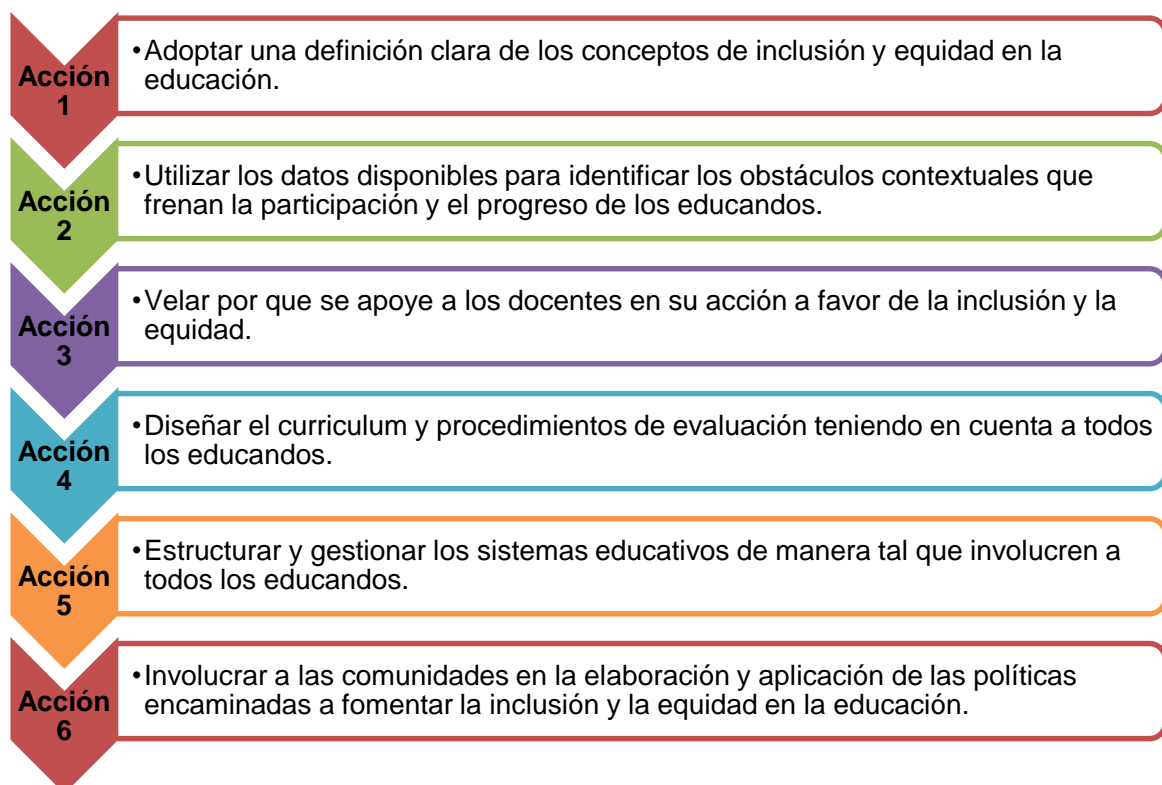 Acción
1
•Adoptar una definición clara de los conceptos de inclusión y equidad en la
educación.
Acción
2
•Utilizar los datos disponibles para identificar los obstáculos contextuales que
frenan la participación y el progreso de los educandos.
Acción
3
•Velar por que se apoye a los docentes en su acción a favor de la inclusión y la
equidad.
Acción
4
•Diseñar el curriculum y procedimientos de evaluación teniendo en cuenta a todos
los educandos.
Acción
5
•Estructurar y gestionar los sistemas educativos de manera tal que involucren a
todos los educandos.
Acción
6
•Involucrar a las comunidades en la elaboración y aplicación de las políticas
encaminadas a fomentar la inclusión y la equidad en la educación.